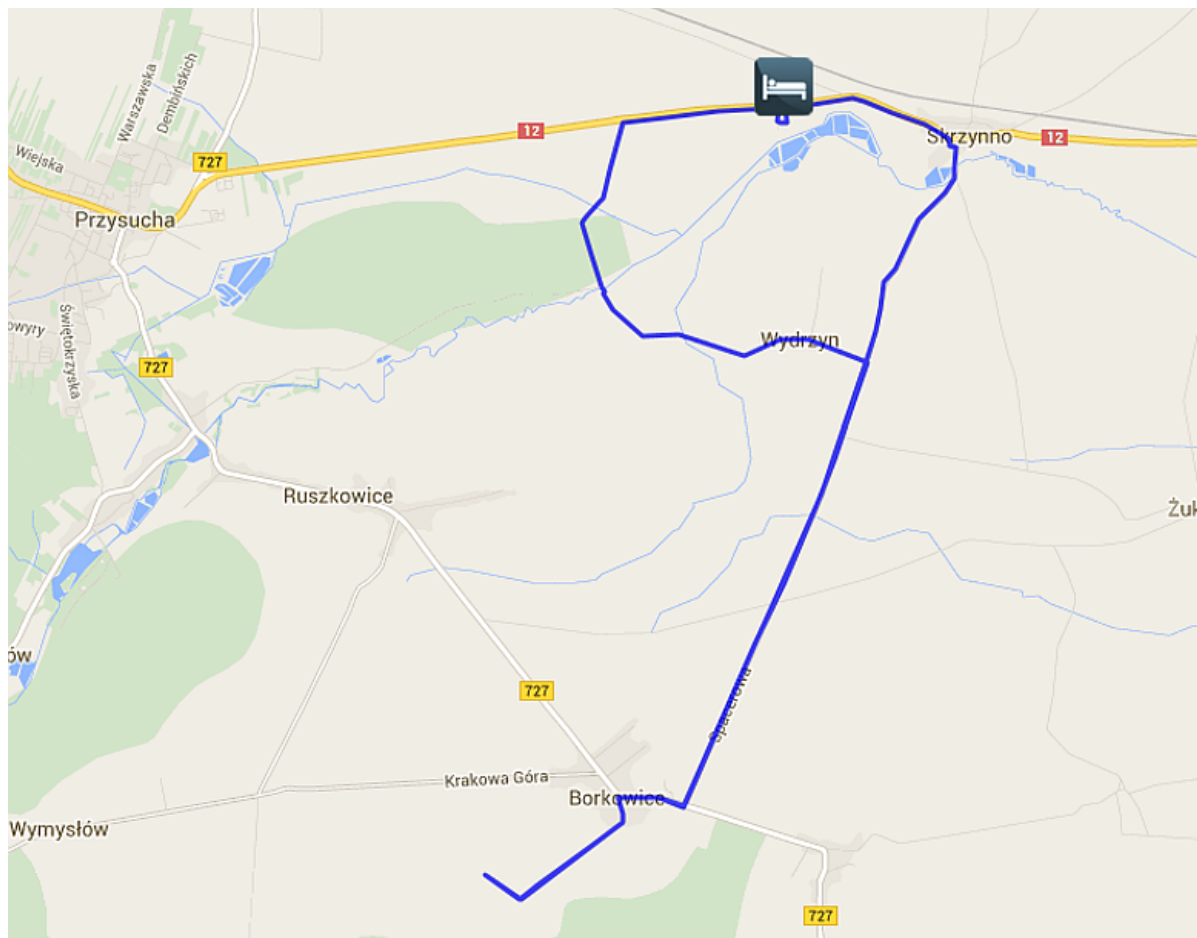 Warszawska
Dembińskich
Wiejska
727
12
Skrzynno
12
Przysucha
owyry
Świętokrzyska
727
Wydrzyn
Ruszkowice
Żuk
ów
727
Spacerowa
Krakowa Góra
Borkowice
Wymysłów
727